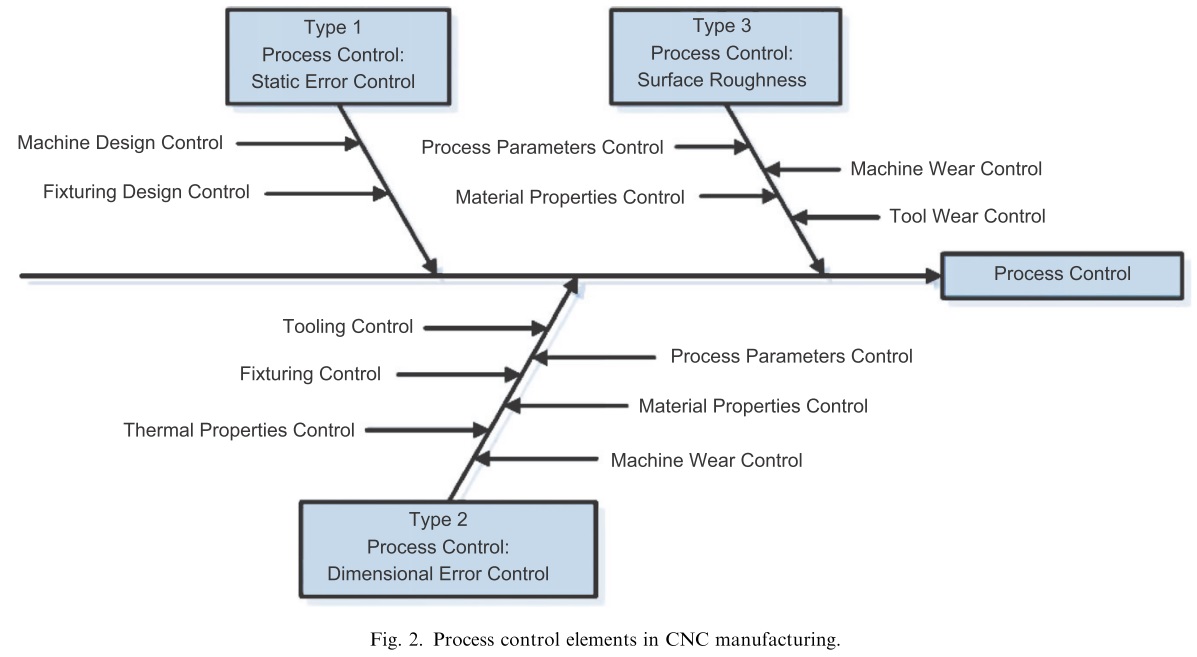 Type 1
Process Control:
Static Error Control
Type 3
Process Control:
Surface Roughness
Machine Design Control
Fixturing Design Control
Process Parameters Control
Machine Wear Control
Material Properties Control
Tool Wear Control
Process Control
Tooling Control
Process Parameters Control
Fixturing Control
Material Properties Control
Thermal Properties Control
Machine Wear Control
Type 2
Process Control:
Dimensional Error Control
Fig. 2. Process control elements in CNC manufacturing.